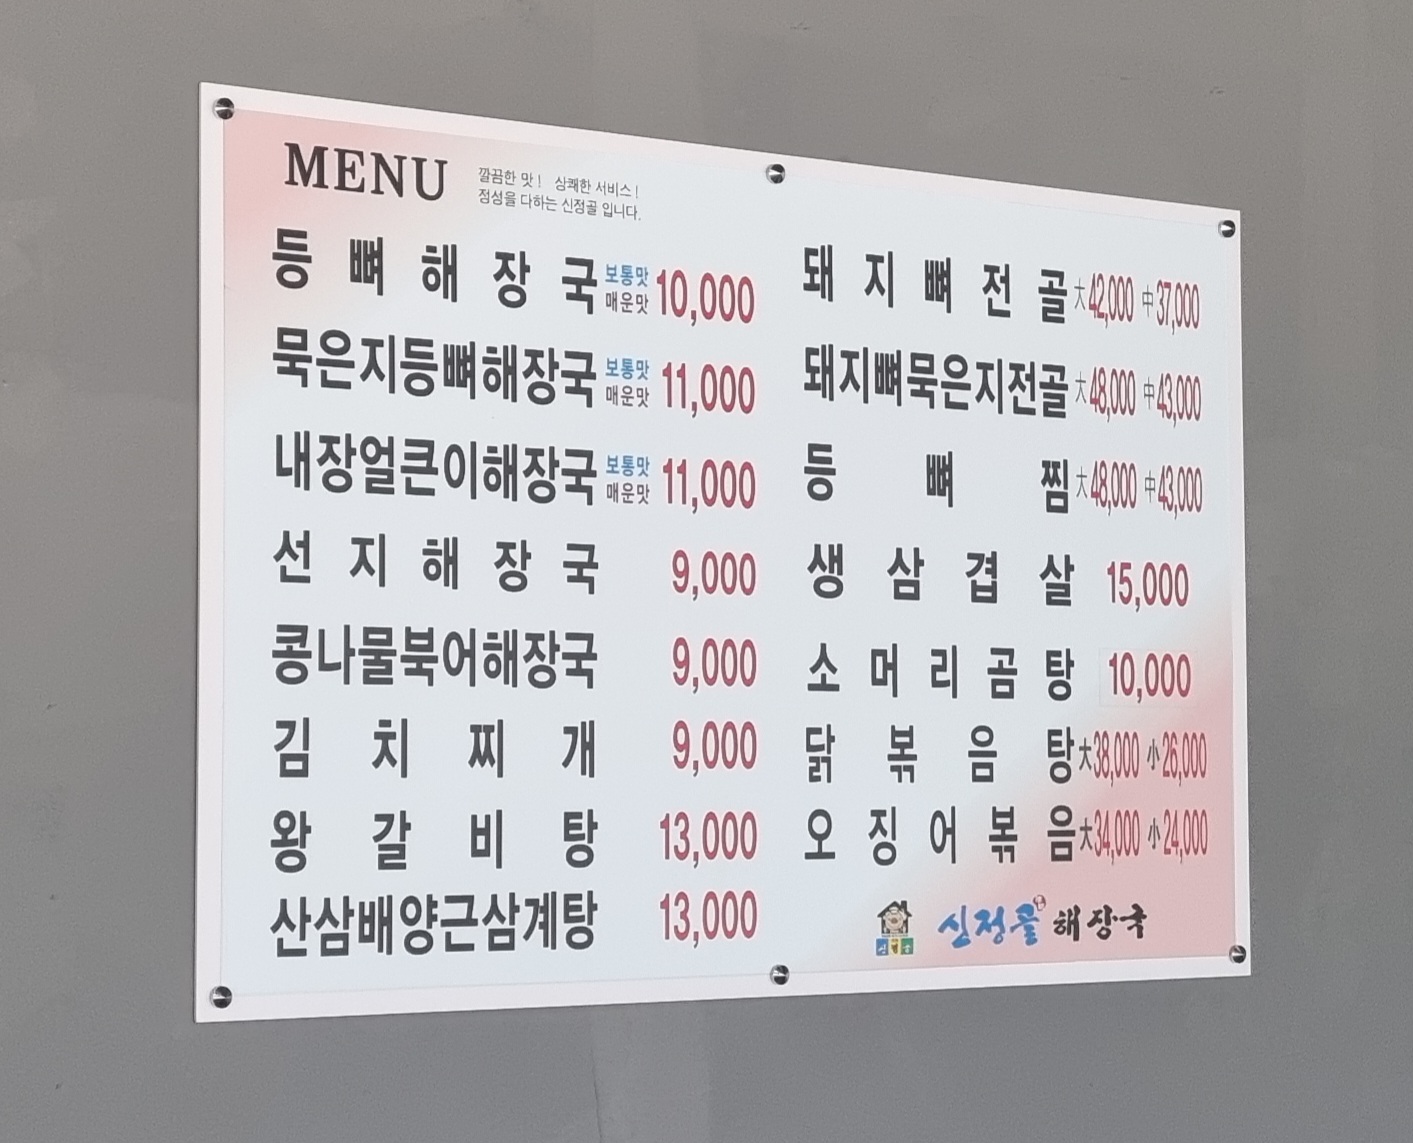 MENU
깔끔한 맛! 상쾌한 서비스!
정성을 다하는 신정골 입니다.
등뼈해장국 보통맛 매운맛 10,000
묵은지등뼈해장국 보통맛 매운맛 11,000
내장얼큰이해장국 보통맛 매운맛 11,000
선지해장국 9,000
콩나물북어해장국 9,000
김치찌개 9,000
왕갈비탕 13,000
산삼배양근삼계탕 13,000
돼지뼈전골 大42,000 中37,000
돼지뼈묵은지전골 大48,000 中43,000
등뼈찜 大48,000 中43,000
생삼겹살 15,000
소머리곰탕 10,000
닭볶음탕 大38,000 小26,000
오징어볶음 大34,000 小24,000
신정골 해장국